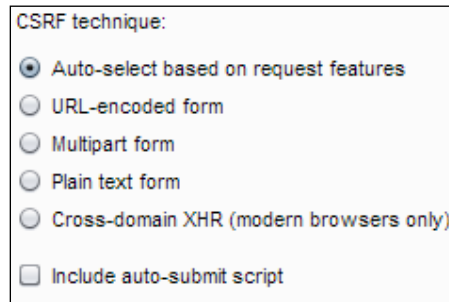 CSRF technique:
Auto-select based on request features
URL-encoded form
Multipart form
Plain text form
Cross-domain XHR (modern browsers only)
Include auto-submit script